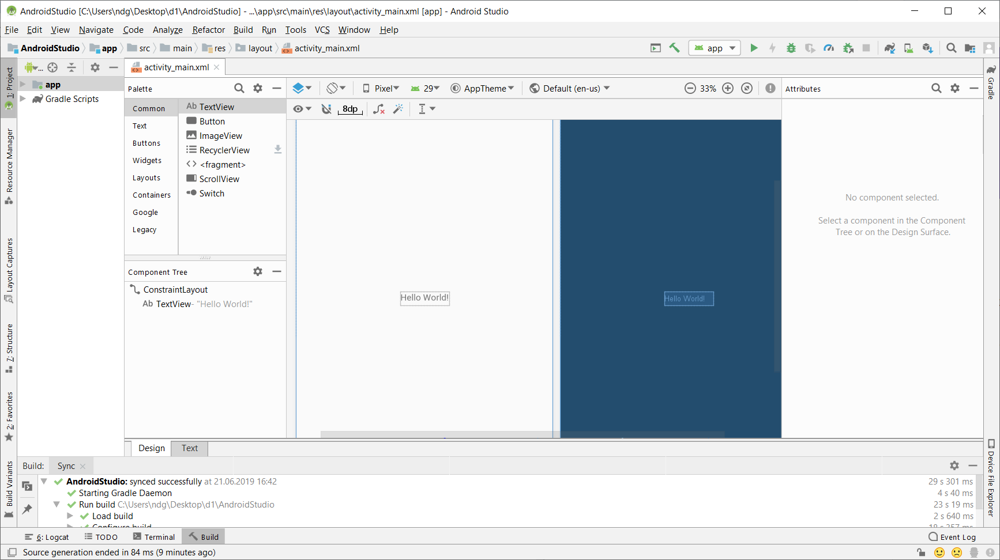 AndroidStudio [C:\Users\ndg\Desktop\d1\AndroidStudio] - ...\app\src\main\res\layout\activity_main.xml [app] - Android Studio
File Edit View Navigate Code Analyze Refactor Build Run Tools VCS Window Help
AndroidStudio app src main res layout activity_main.xml
app
1: Project
Resource Manager
Layout Captures
7: Structure
2: Favorites
Build Variants
...
app
Gradle Scripts
activity_main.xml
Palette
Common
Text
Buttons
Widgets
Layouts
Containers
Google
Legacy
Ab TextView
Button
ImageView
RecyclerView
<fragment>
ScrollView
Switch
Component Tree
ConstraintLayout
Ab TextView- "Hello World!"
Pixel 29 AppTheme Default (en-us) 33%
8dp
Hello World!
Hello World!
Attributes
No component selected.
Select a component in the Component
Tree or on the Design Surface.
Gradle
Device File Explorer
Design Text
Build: Sync
AndroidStudio: synced successfully at 21.06.2019 16:42 29 s 301 ms
Starting Gradle Daemon 4 s 40 ms
Run build C:\Users\ndg\Desktop\d1\AndroidStudio 23 s 19 ms
Load build 2 s 640 ms
Configure build 18 s 357 ms
6: Logcat TODO Terminal Build Event Log
Source generation ended in 84 ms (9 minutes ago)